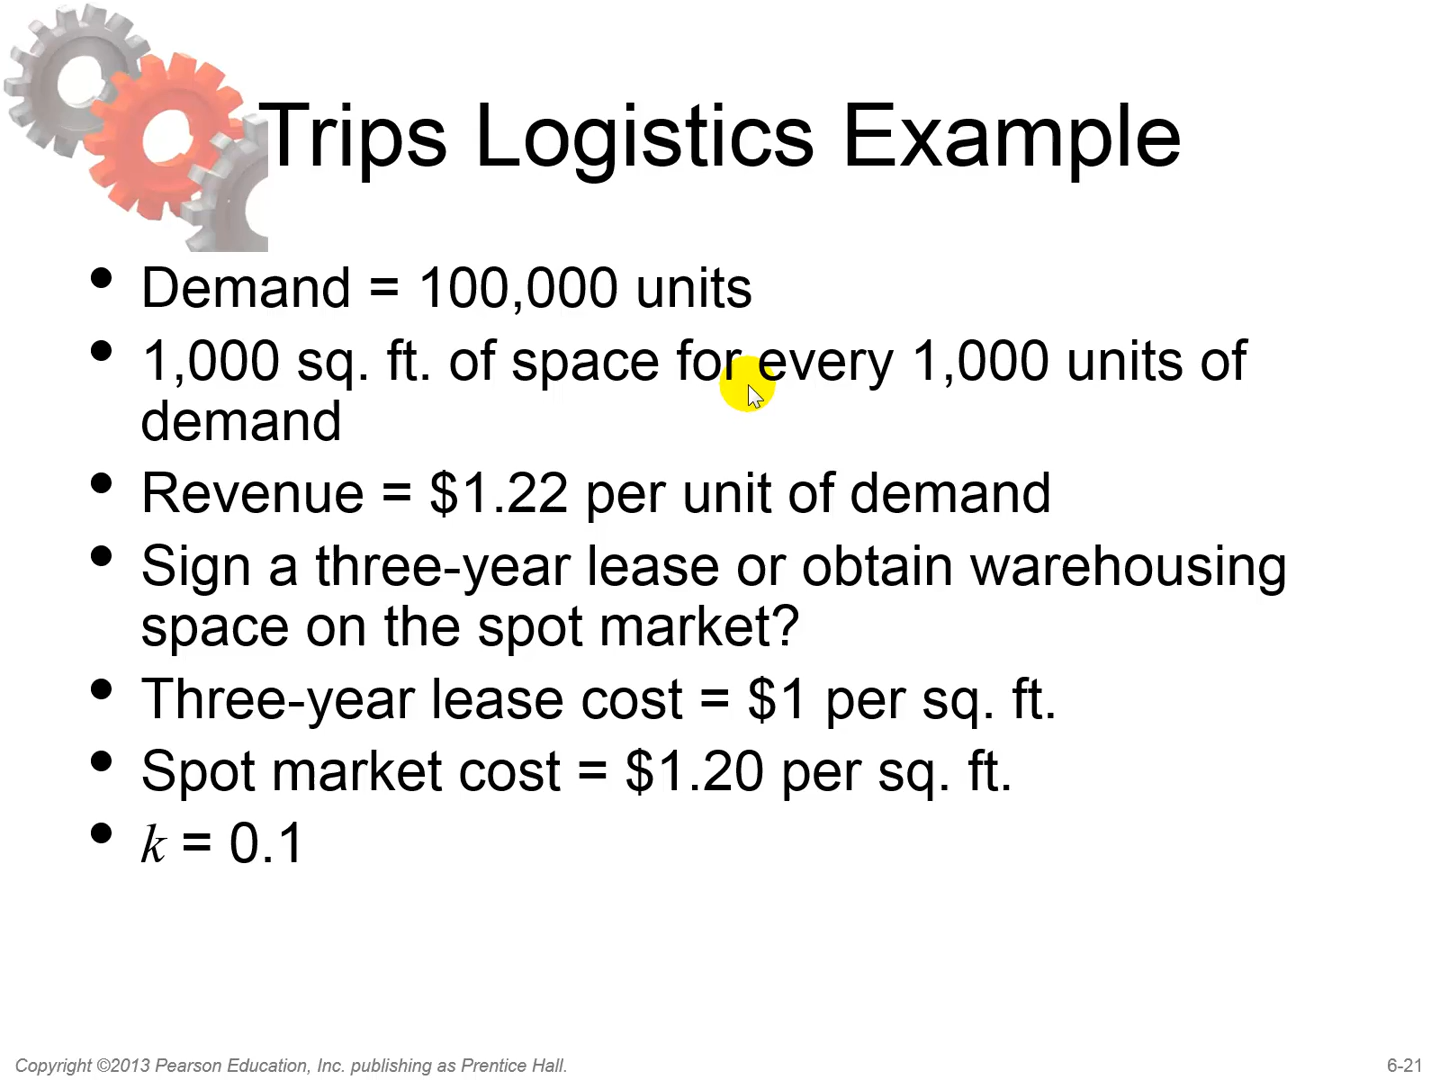 Trips Logistics Example
• Demand = 100,000 units
• 1,000 sq. ft. of space for every 1,000 units of
demand
• Revenue = $1.22 per unit of demand
• Sign a three-year lease or obtain warehousing
space on the spot market?
• Three-year lease cost = $1 per sq. ft.
• Spot market cost = $1.20 per sq. ft.
• k = 0.1
Copyright ©2013 Pearson Education, Inc. publishing as Prentice Hall.
6-21